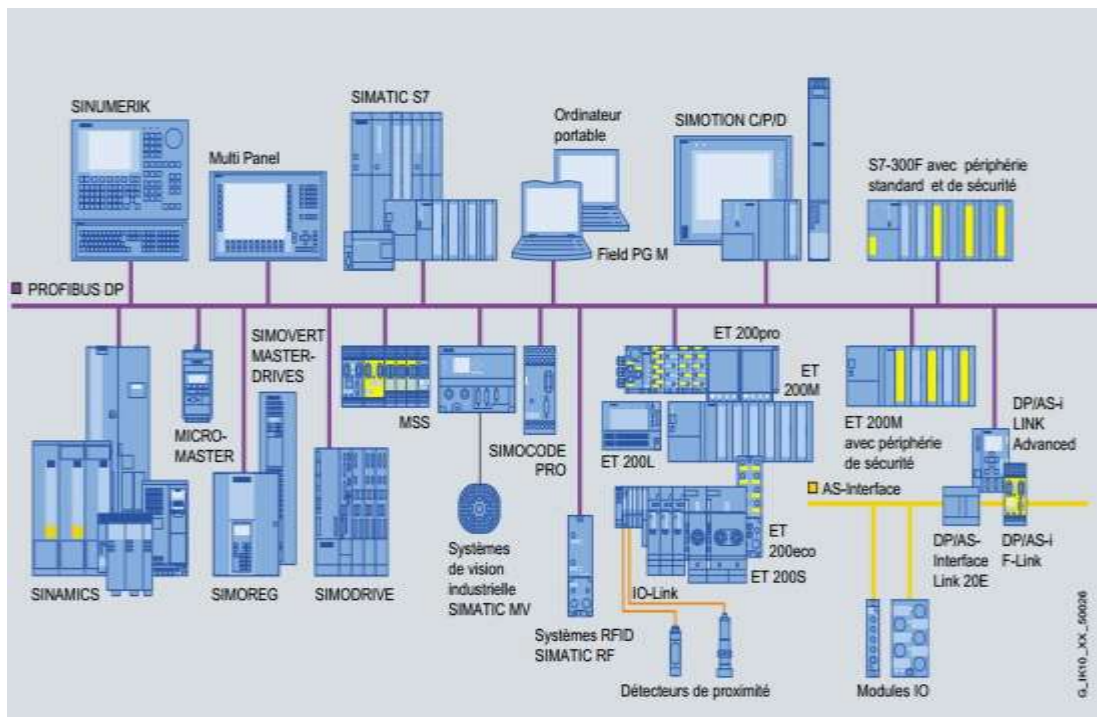 SINUMERIK
Multi Panel
SIMATIC S7
Ordinateur
portable
Field PG M
SIMOTION C/P/D
S7-300F avec périphérie
standard et de sécurité
PROFIBUS DP
SINAMICS
MICRO-
MASTER
SIMOVERT
MASTER-
DRIVES
SIMOREG
SIMODRIVE
MSS
Systèmes
de vision
industrielle
SIMATIC MV
SIMOCODE
PRO
Systèmes RFID
SIMATIC RF
ET 200pro
ET
200M
ET 200L
ET
200eco
ET 200S
IO-Link
Détecteurs de proximité
ET 200M
avec périphérie
de sécurité
DP/AS-i
LINK
Advanced
AS-Interface
DP/AS-
Interface
Link 20E
DP/AS-i
F-Link
Modules IO
G_IK10_XX_50026